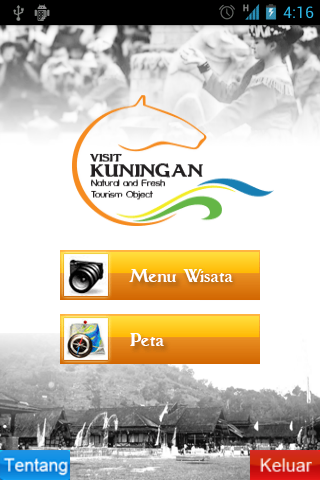 H 4:16
VISIT
KUNINGAN
Natural and Fresh
Tourism Object
Menu Wisata
Peta
Tentang Keluar